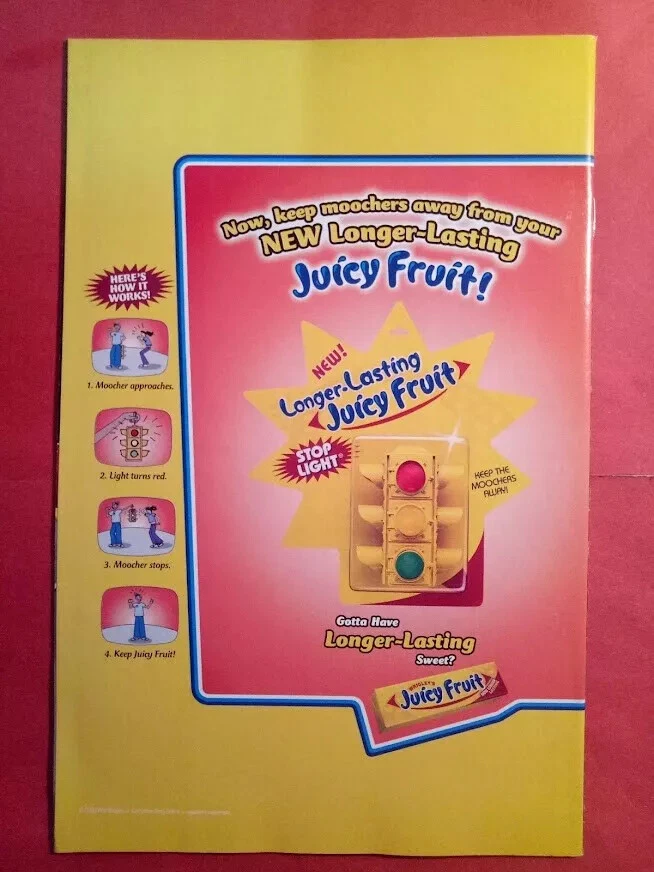 Now, keep moochers away from your
NEW Longer-Lasting
Juicy Fruit!
HERE'S
HOW IT
WORKS!
1. Moocher approaches.
2. Light turns red.
3. Moocher stops.
4. Keep Juicy Fruit!
NEW!
Longer-Lasting
Juicy Fruit
STOP
LIGHT
KEEP THE
MOOCHERS
AWAY!
Gotta Have
Longer-Lasting
Sweet?
WRIGLEY'S
Juicy Fruit